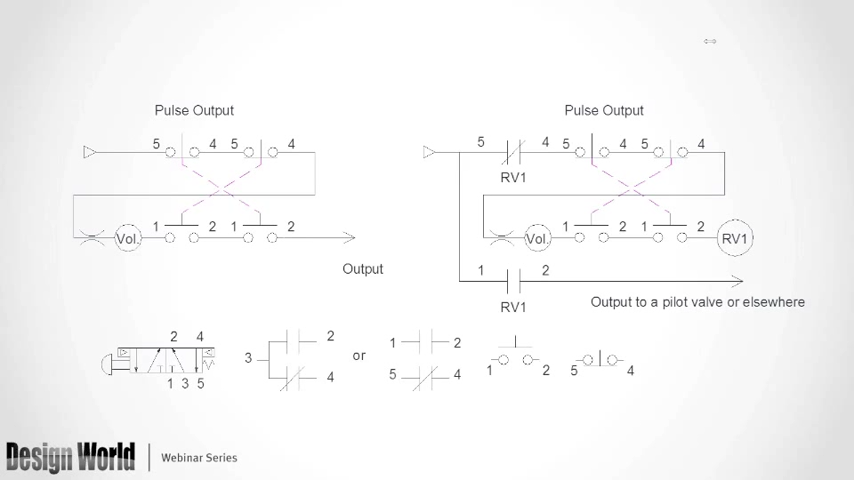 Pulse Output
Pulse Output
5 4 5 4
5 4 5 4 5 4
RV1
Vol. 1 2 1 2
Vol. 1 2 1 2 RV1
Output
1 2
RV1
Output to a pilot valve or elsewhere
2 4
1 3 5
3 2 4
or
1 2
5 4
1 2
5 4
Design World
Webinar Series